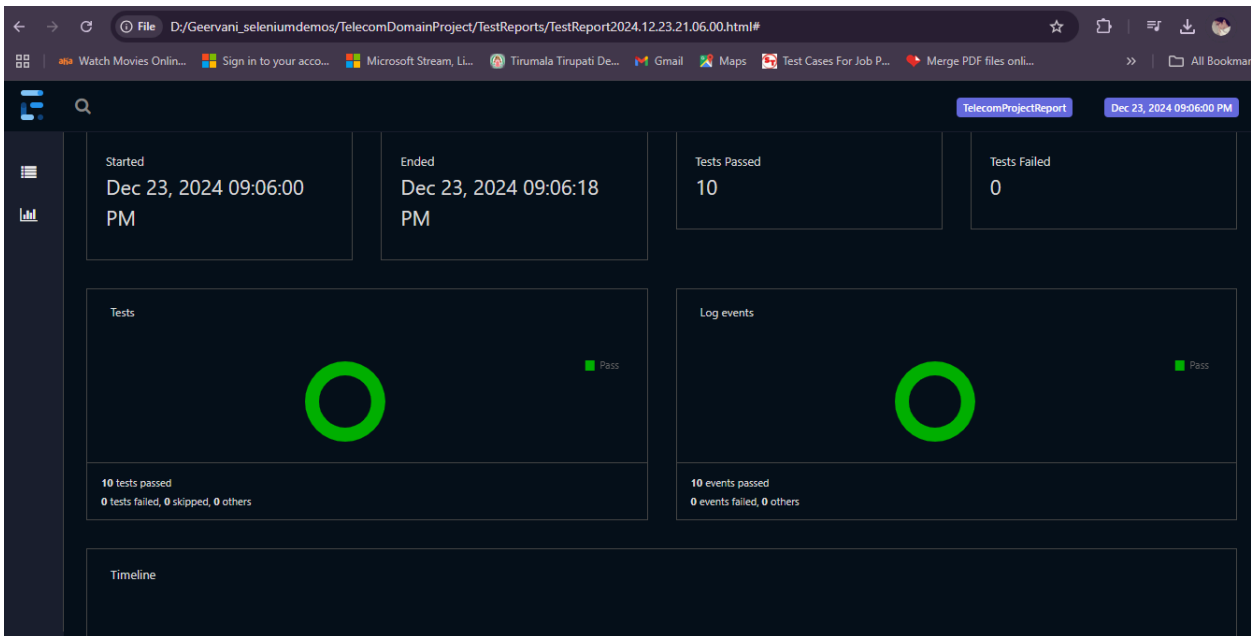 File D:/Geervani_seleniumdemos/TelecomDomainProject/TestReports/TestReport2024.12.23.21.06.00.html#
Watch Movies Onlin... Sign in to your acco... Microsoft Stream, Li... Tirumala Tirupati De... Gmail Maps Test Cases For Job P... Merge PDF files onli... » All Bookmar
TelecomProjectReport Dec 23, 2024 09:06:00 PM
Started
Dec 23, 2024 09:06:00
PM
Ended
Dec 23, 2024 09:06:18
PM
Tests Passed
10
Tests Failed
0
Tests
Pass
10 tests passed
0 tests failed, 0 skipped, 0 others
Log events
Pass
10 events passed
0 events failed, 0 others
Timeline